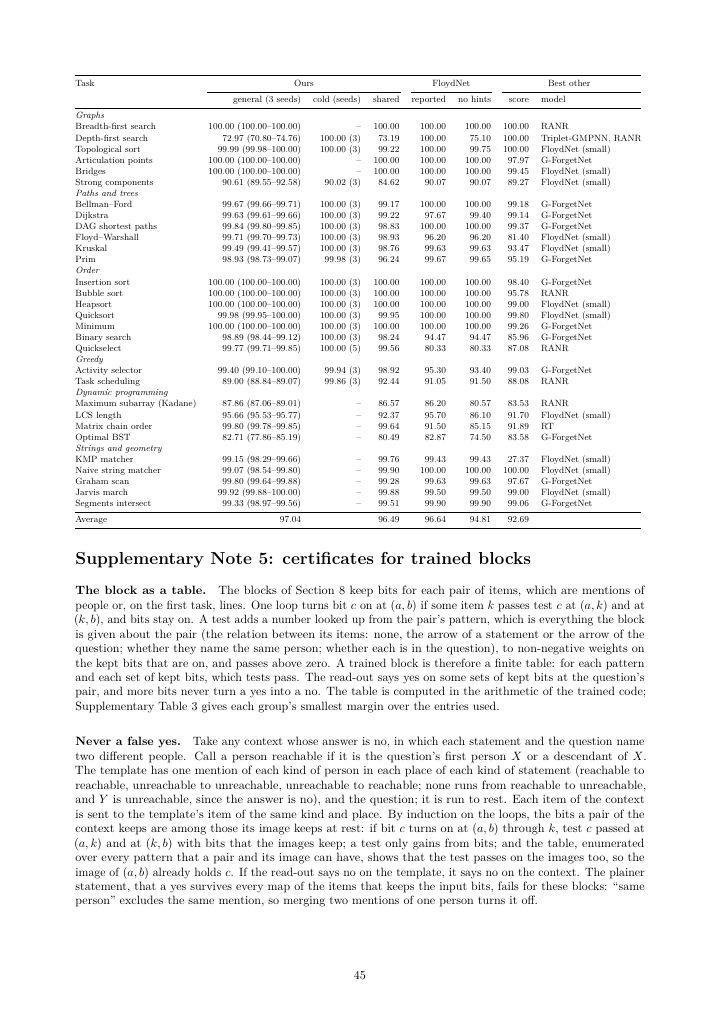 Task Ours FloydNet Best other
general (3 seeds) cold (seeds) shared reported no hints score model
Graphs
Breadth-first search 100.00 (100.00–100.00) – 100.00 100.00 100.00 100.00 RANR
Depth-first search 72.97 (70.80–74.76) 100.00 (3) 73.19 100.00 75.10 100.00 Triplet-GMPNN, RANR
Topological sort 99.99 (99.98–100.00) 100.00 (3) 99.22 100.00 99.75 100.00 FloydNet (small)
Articulation points 100.00 (100.00–100.00) – 100.00 100.00 100.00 97.97 G-ForgetNet
Bridges 100.00 (100.00–100.00) – 100.00 100.00 100.00 99.45 FloydNet (small)
Strong components 90.61 (89.55–92.58) 90.02 (3) 84.62 90.07 90.07 89.27 FloydNet (small)
Paths and trees
Bellman–Ford 99.67 (99.66–99.71) 100.00 (3) 99.17 100.00 100.00 99.18 G-ForgetNet
Dijkstra 99.63 (99.61–99.66) 100.00 (3) 99.22 97.67 99.40 99.14 G-ForgetNet
DAG shortest paths 99.84 (99.80–99.85) 100.00 (3) 98.83 100.00 100.00 99.37 G-ForgetNet
Floyd–Warshall 99.71 (99.70–99.73) 100.00 (3) 98.93 96.20 96.20 81.40 FloydNet (small)
Kruskal 99.49 (99.41–99.57) 100.00 (3) 98.76 99.63 99.63 93.47 FloydNet (small)
Prim 98.93 (98.73–99.07) 99.98 (3) 96.24 99.67 99.65 95.19 G-ForgetNet
Order
Insertion sort 100.00 (100.00–100.00) 100.00 (3) 100.00 100.00 100.00 98.40 G-ForgetNet
Bubble sort 100.00 (100.00–100.00) 100.00 (3) 100.00 100.00 100.00 95.78 RANR
Heapsort 100.00 (100.00–100.00) 100.00 (3) 100.00 100.00 100.00 99.00 FloydNet (small)
Quicksort 99.98 (99.95–100.00) 100.00 (3) 99.95 100.00 100.00 99.80 FloydNet (small)
Minimum 100.00 (100.00–100.00) 100.00 (3) 100.00 100.00 100.00 99.26 G-ForgetNet
Binary search 98.89 (98.44–99.12) 100.00 (3) 98.24 94.47 94.47 85.96 G-ForgetNet
Quickselect 99.77 (99.71–99.85) 100.00 (5) 99.56 80.33 80.33 87.08 RANR
Greedy
Activity selector 99.40 (99.10–100.00) 99.94 (3) 98.92 95.30 93.40 99.03 G-ForgetNet
Task scheduling 89.00 (88.84–89.07) 99.86 (3) 92.44 91.05 91.50 88.08 RANR
Dynamic programming
Maximum subarray (Kadane) 87.86 (87.06–89.01) – 86.57 86.20 80.57 83.53 RANR
LCS length 95.66 (95.53–95.77) – 92.37 95.70 86.10 91.70 FloydNet (small)
Matrix chain order 99.80 (99.78–99.85) – 99.64 91.50 85.15 91.89 RT
Optimal BST 82.71 (77.86–85.19) – 80.49 82.87 74.50 83.58 G-ForgetNet
Strings and geometry
KMP matcher 99.15 (98.29–99.66) – 99.76 99.43 99.43 27.37 FloydNet (small)
Naive string matcher 99.07 (98.54–99.80) – 99.90 100.00 100.00 100.00 FloydNet (small)
Graham scan 99.80 (99.64–99.88) – 99.28 99.63 99.63 97.67 G-ForgetNet
Jarvis march 99.92 (99.88–100.00) – 99.88 99.50 99.50 99.00 FloydNet (small)
Segments intersect 99.33 (98.97–99.56) – 99.51 99.90 99.90 99.06 G-ForgetNet
Average 97.04 96.49 96.64 94.81 92.69
Supplementary Note 5: certificates for trained blocks
The block as a table. The blocks of Section 8 keep bits for each pair of items, which are mentions of
people or, on the first task, lines. One loop turns bit c on at (a, b) if some item k passes test c at (a, k) and at
(k, b), and bits stay on. A test adds a number looked up from the pair's pattern, which is everything the block
is given about the pair (the relation between its items: none, the arrow of a statement or the arrow of the
question; whether they name the same person; whether each is in the question), to non-negative weights on
the kept bits that are on, and passes above zero. A trained block is therefore a finite table: for each pattern
and each set of kept bits, which tests pass. The read-out says yes on some sets of kept bits at the question's
pair, and more bits never turn a yes into a no. The table is computed in the arithmetic of the trained code;
Supplementary Table 3 gives each group's smallest margin over the entries used.
Never a false yes. Take any context whose answer is no, in which each statement and the question name
two different people. Call a person reachable if it is the question's first person X or a descendant of X.
The template has one mention of each kind of person in each place of each kind of statement (reachable to
reachable, unreachable to unreachable, unreachable to reachable; none runs from reachable to unreachable,
and Y is unreachable, since the answer is no), and the question; it is run to rest. Each item of the context
is sent to the template's item of the same kind and place. By induction on the loops, the bits a pair of the
context keeps are among those its image keeps at rest: if bit c turns on at (a, b) through k, test c passed at
(a, k) and at (k, b) with bits that the images keep; a test only gains from bits; and the table, enumerated
over every pattern that a pair and its image can have, shows that the test passes on the images too, so the
image of (a, b) already holds c. If the read-out says no on the template, it says no on the context. The plainer
statement, that a yes survives every map of the items that keeps the input bits, fails for these blocks: "same
person" excludes the same mention, so merging two mentions of one person turns it off.
45